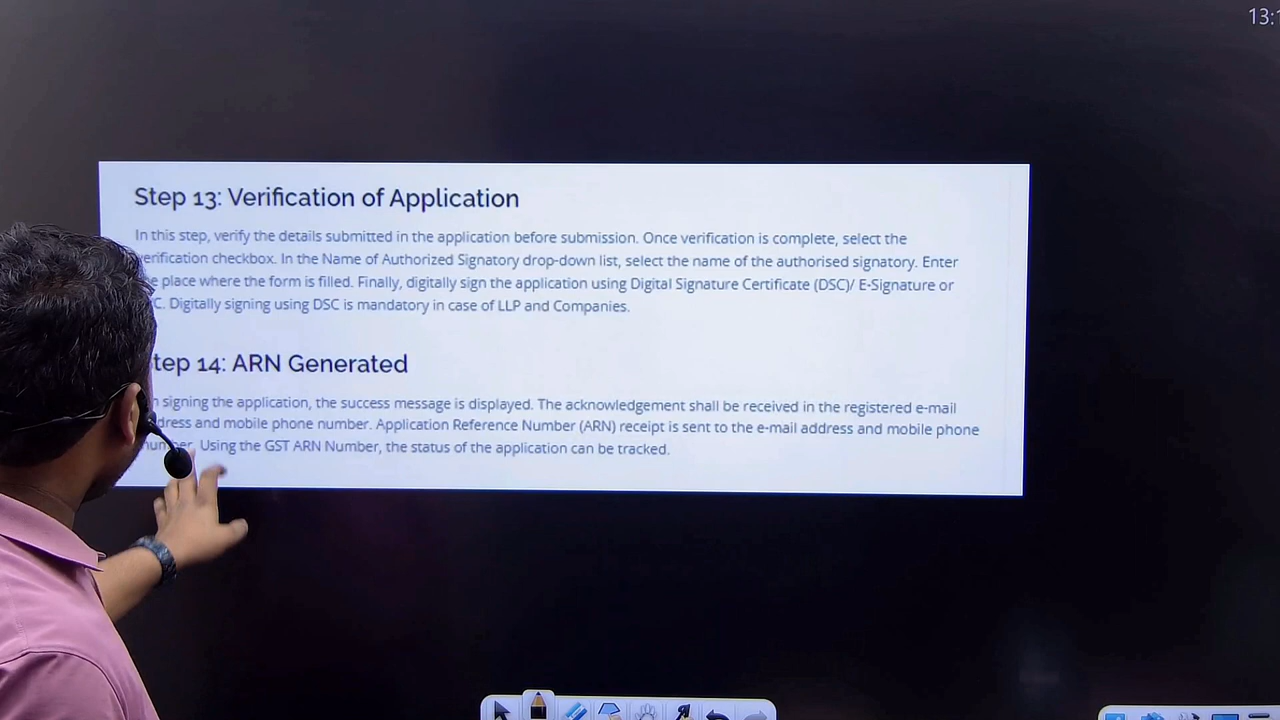 13:
Step 13: Verification of Application
In this step, verify the details submitted in the application before submission. Once verification is complete, select the
verification checkbox. In the Name of Authorized Signatory drop-down list, select the name of the authorised signatory. Enter
place where the form is filled. Finally, digitally sign the application using Digital Signature Certificate (DSC)/ E-Signature or
Digitally signing using DSC is mandatory in case of LLP and Companies.
Step 14: ARN Generated
signing the application, the success message is displayed. The acknowledgement shall be received in the registered e-mail
address and mobile phone number. Application Reference Number (ARN) receipt is sent to the e-mail address and mobile phone
number. Using the GST ARN Number, the status of the application can be tracked.